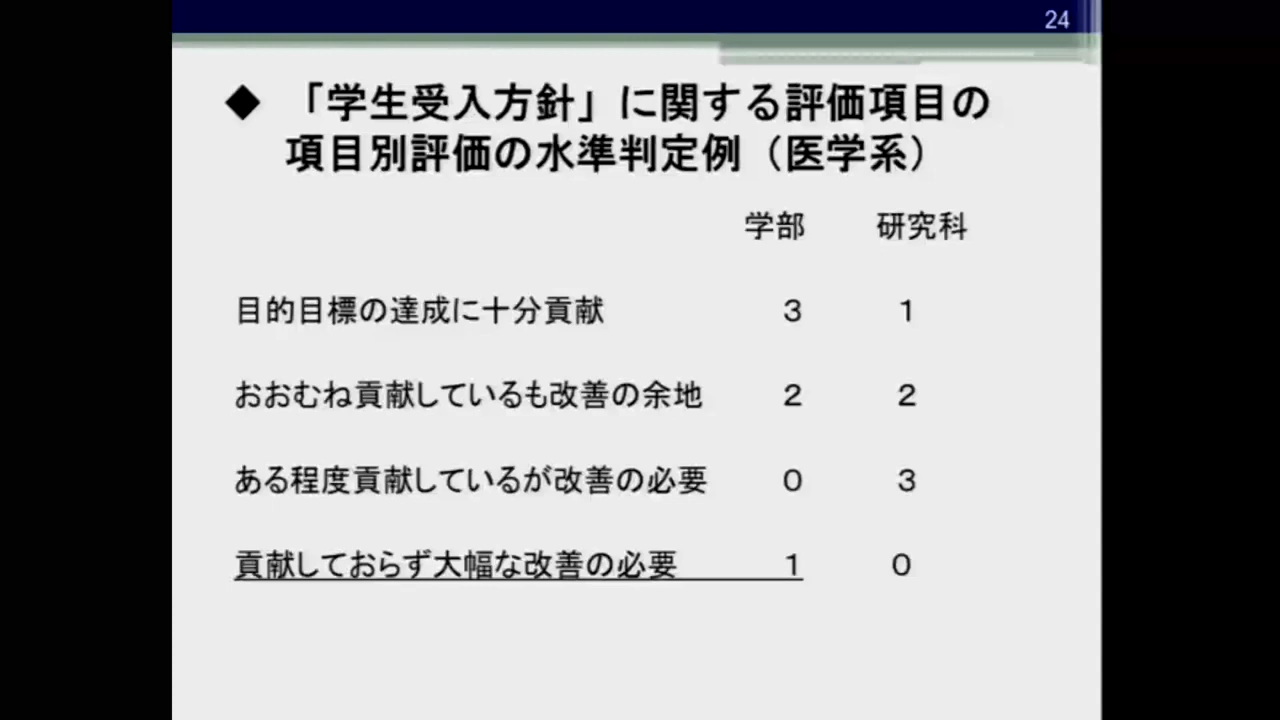 24
◆ 「学生受入方針」に関する評価項目の
項目別評価の水準判定例（医学系）
学部 研究科
目的目標の達成に十分貢献 3 1
おおむね貢献しているも改善の余地 2 2
ある程度貢献しているが改善の必要 0 3
貢献しておらず大幅な改善の必要 1 0